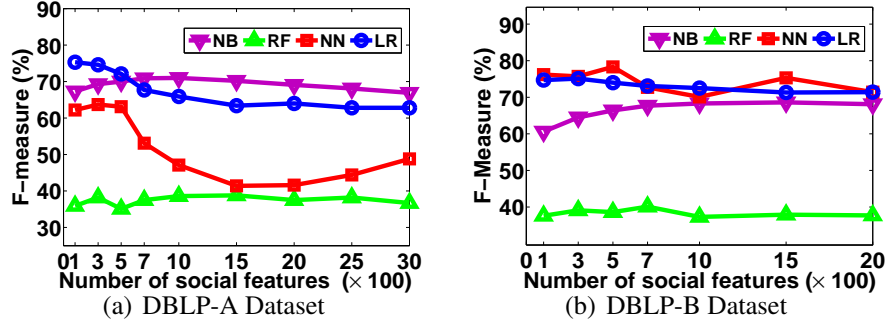 90
80
70
60
50
40
30
F-measure (%)
NB RF NN LR
0 1 3 5 7 10 15 20 25 30
Number of social features (× 100)
(a) DBLP-A Dataset
90
80
70
60
50
40
F-Measure (%)
NB RF NN LR
0 1 3 5 7 10 15 20
Number of social features (× 100)
(b) DBLP-B Dataset